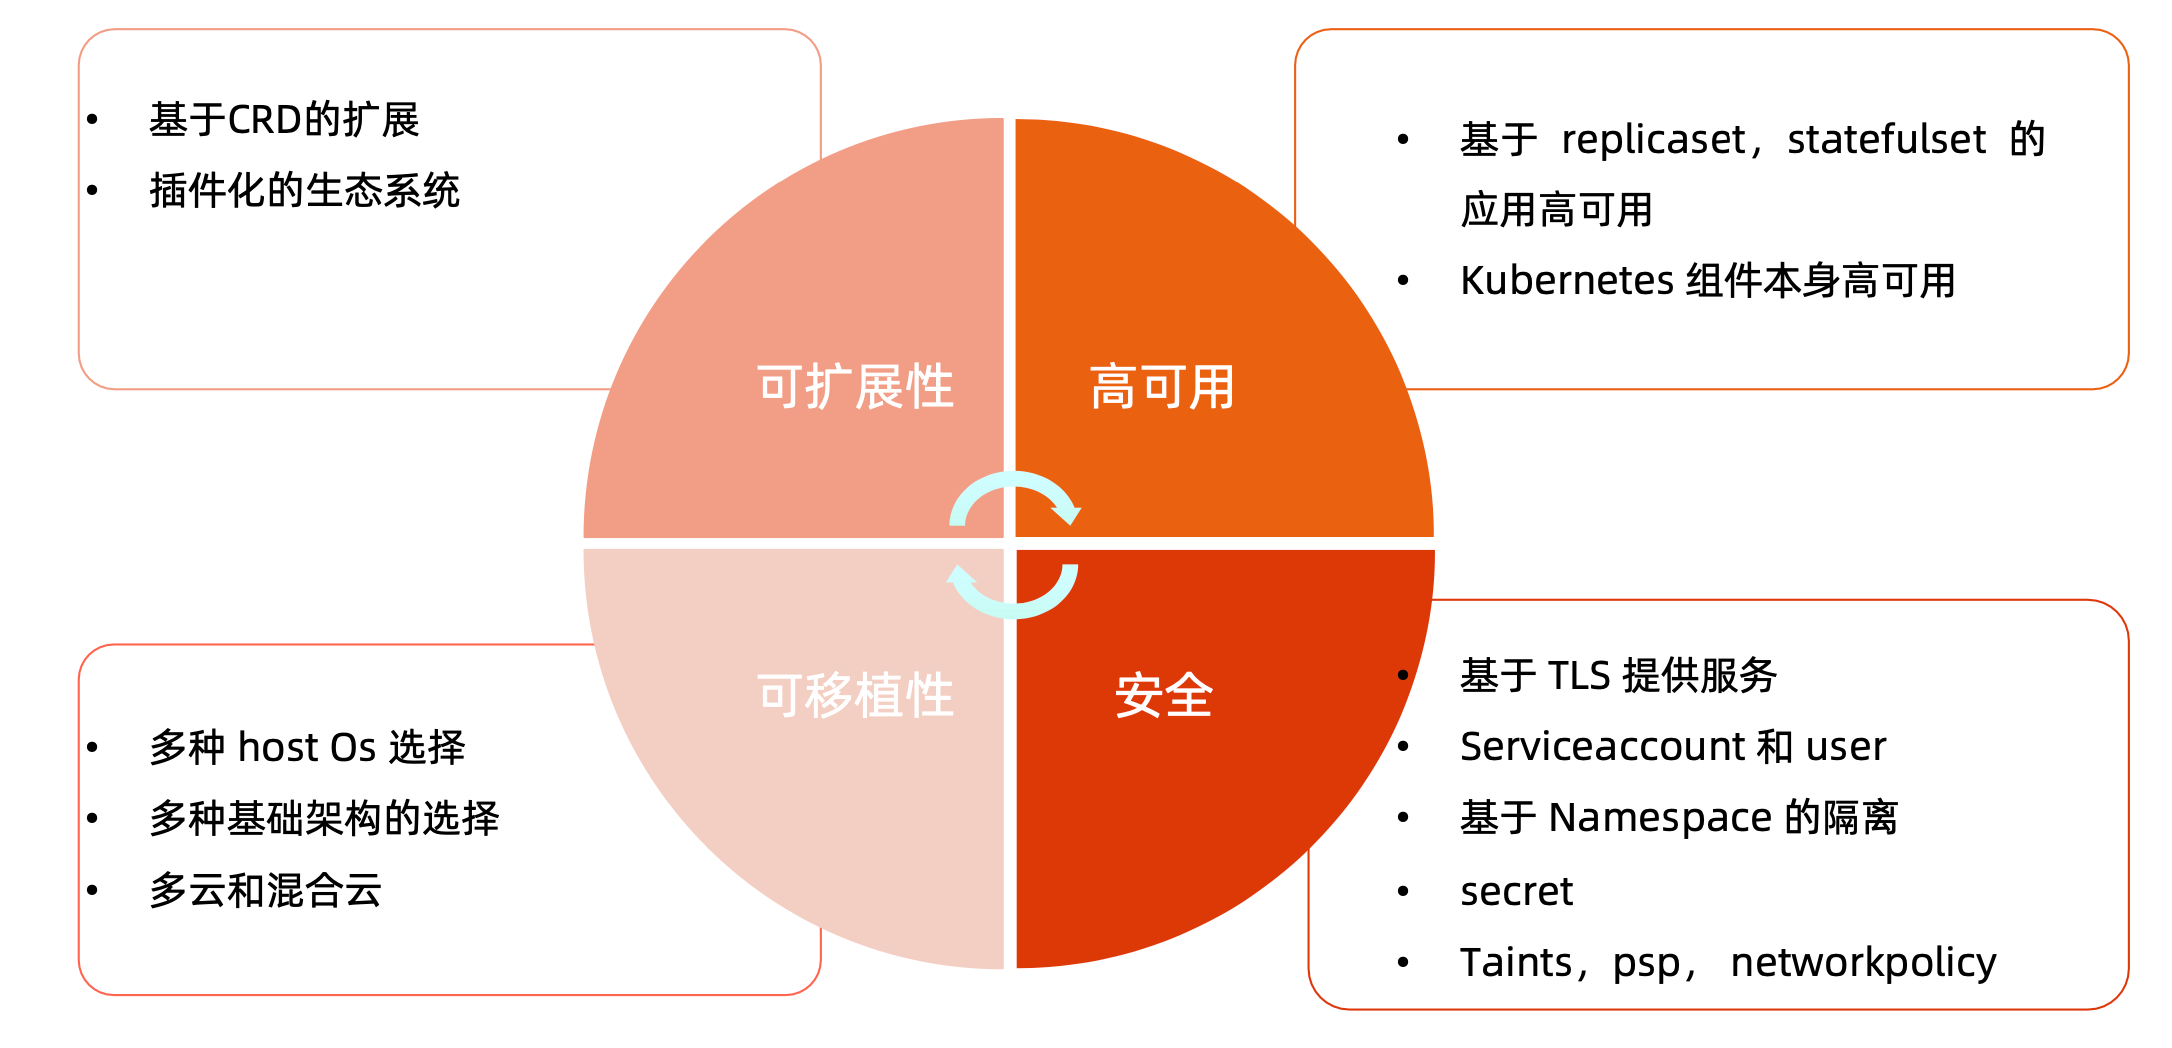 • 基于CRD的扩展
• 插件化的生态系统
• 基于 replicaset，statefulset 的
应用高可用
• Kubernetes 组件本身高可用
可扩展性
高可用
可移植性
安全
• 多种 host Os 选择
• 多种基础架构的选择
• 多云和混合云
• 基于 TLS 提供服务
• Serviceaccount 和 user
• 基于 Namespace 的隔离
• secret
• Taints，psp， networkpolicy